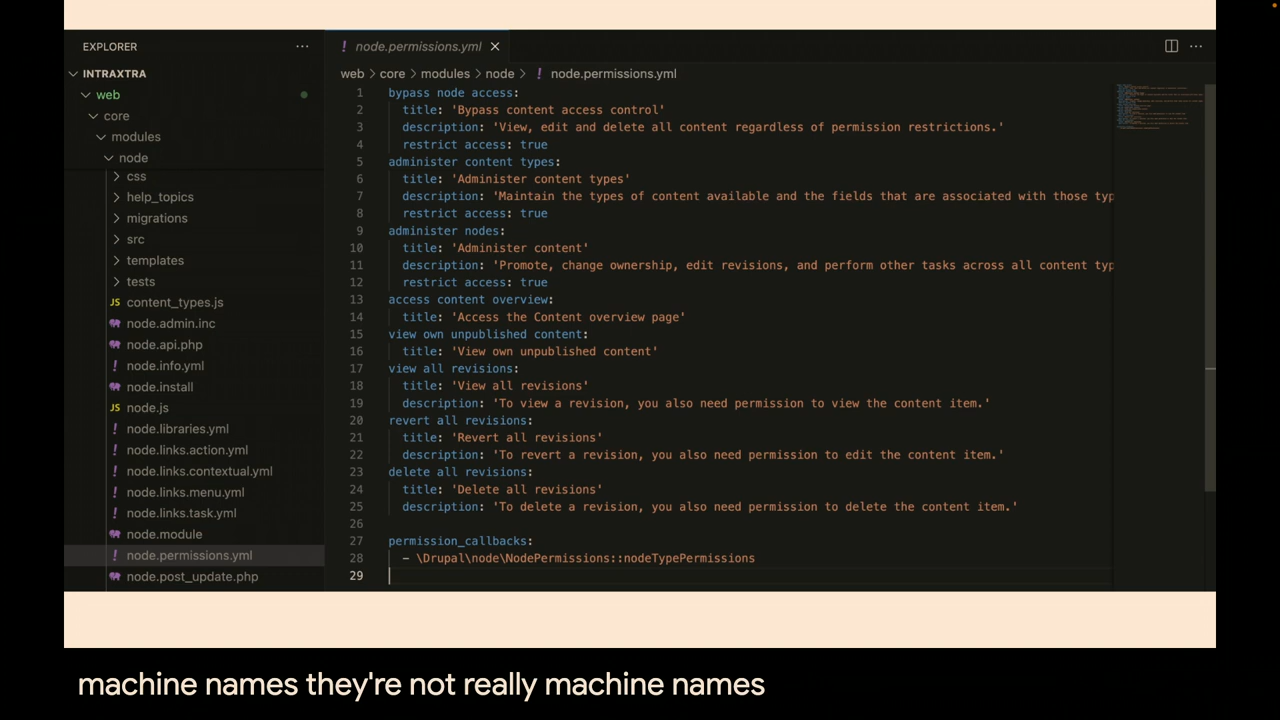 EXPLORER
···
INTRAXTRA
web
core
modules
node
css
help_topics
migrations
src
templates
tests
JS content_types.js
node.admin.inc
node.api.php
! node.info.yml
node.install
JS node.js
! node.libraries.yml
! node.links.action.yml
! node.links.contextual.yml
! node.links.menu.yml
! node.links.task.yml
node.module
! node.permissions.yml
node.post_update.php
! node.permissions.yml ×
···
web > core > modules > node > ! node.permissions.yml
1 bypass node access:
2 title: 'Bypass content access control'
3 description: 'View, edit and delete all content regardless of permission restrictions.'
4 restrict access: true
5 administer content types:
6 title: 'Administer content types'
7 description: 'Maintain the types of content available and the fields that are associated with those typ
8 restrict access: true
9 administer nodes:
10 title: 'Administer content'
11 description: 'Promote, change ownership, edit revisions, and perform other tasks across all content typ
12 restrict access: true
13 access content overview:
14 title: 'Access the Content overview page'
15 view own unpublished content:
16 title: 'View own unpublished content'
17 view all revisions:
18 title: 'View all revisions'
19 description: 'To view a revision, you also need permission to view the content item.'
20 revert all revisions:
21 title: 'Revert all revisions'
22 description: 'To revert a revision, you also need permission to edit the content item.'
23 delete all revisions:
24 title: 'Delete all revisions'
25 description: 'To delete a revision, you also need permission to delete the content item.'
26
27 permission_callbacks:
28 - \Drupal\node\NodePermissions::nodeTypePermissions
29
machine names they're not really machine names